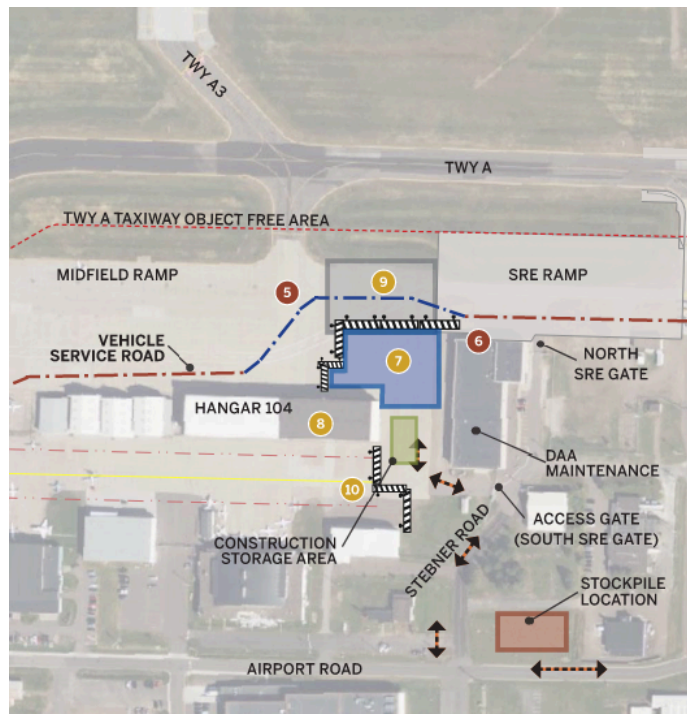 TWY A3
TWY A
TWY A TAXIWAY OBJECT FREE AREA
MIDFIELD RAMP
5
9
SRE RAMP
VEHICLE
SERVICE ROAD
6
7
NORTH
SRE GATE
HANGAR 104
8
DAA
MAINTENANCE
10
ACCESS GATE
(SOUTH SRE GATE)
CONSTRUCTION
STORAGE AREA
STEBNER ROAD
STOCKPILE
LOCATION
AIRPORT ROAD